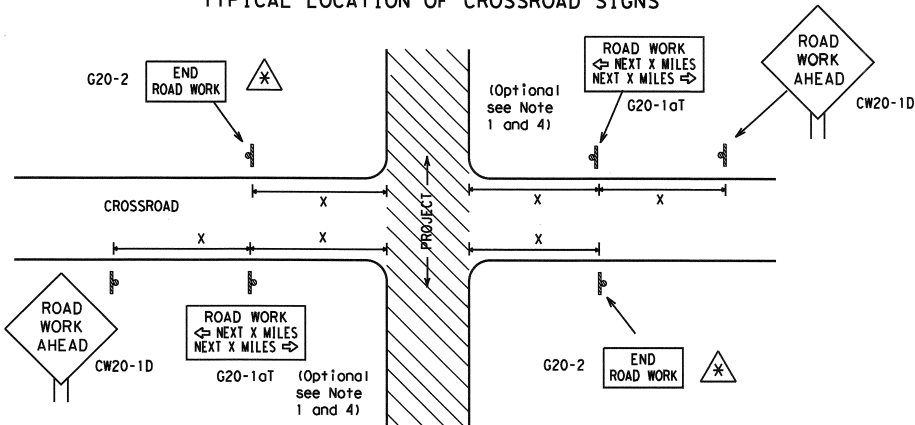 TYPICAL LOCATION OF CROSSROAD SIGNS
G20-2
END
ROAD WORK
*
(Optional
see Note
1 and 4)
ROAD WORK
⇦ NEXT X MILES
NEXT X MILES ⇨
G20-1aT
ROAD
WORK
AHEAD
CW20-1D
X
X
X
CROSSROAD
PROJECT
X
X
X
ROAD
WORK
AHEAD
CW20-1D
ROAD WORK
⇦ NEXT X MILES
NEXT X MILES ⇨
G20-1aT
(Optional
see Note
1 and 4)
G20-2
END
ROAD WORK
*